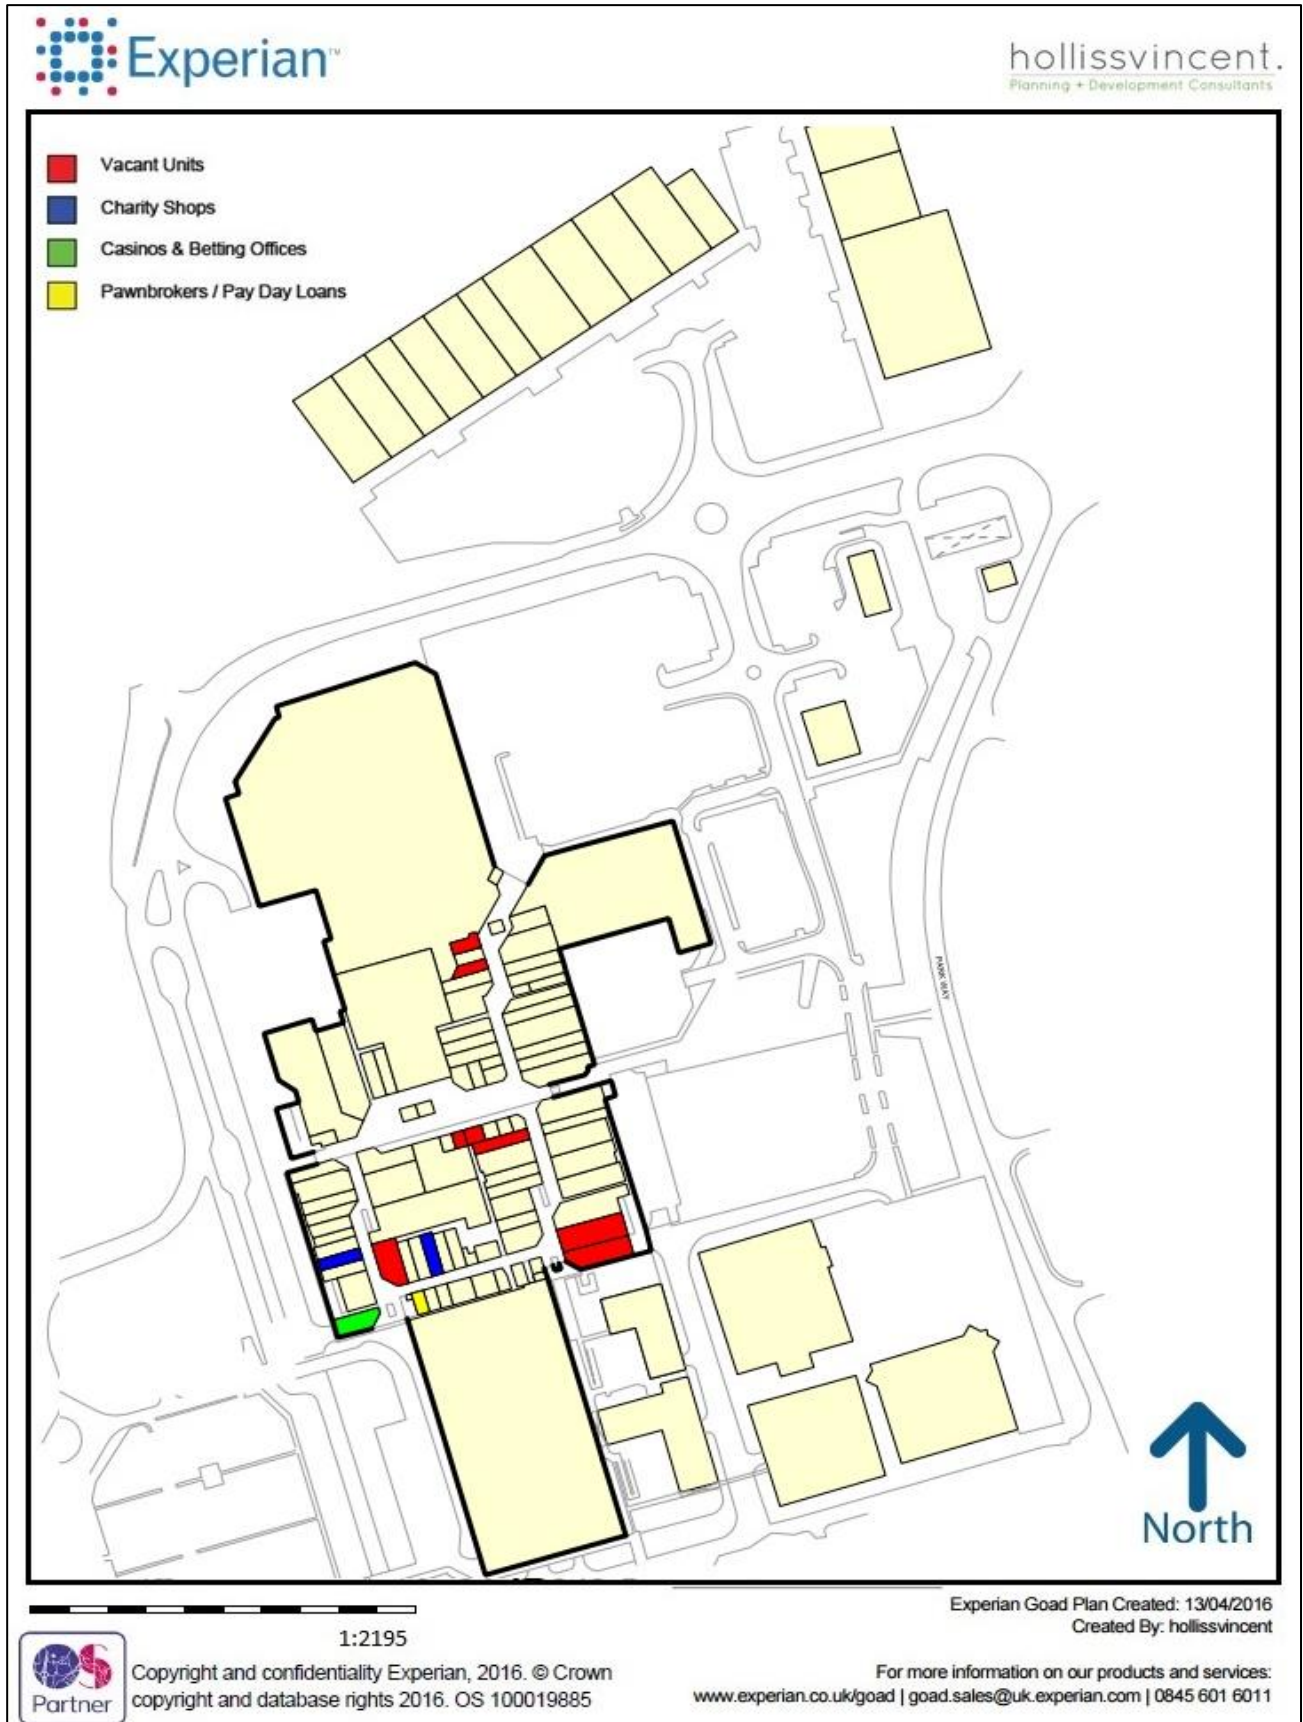 Experian™
hollissvincent.
Planning + Development Consultants
Vacant Units
Charity Shops
Casinos & Betting Offices
Pawnbrokers / Pay Day Loans
PARK WAY
North
Experian Goad Plan Created: 13/04/2016
Created By: hollissvincent
1:2195
OS
Partner
Copyright and confidentiality Experian, 2016. © Crown
copyright and database rights 2016. OS 100019885
For more information on our products and services:
www.experian.co.uk/goad | goad.sales@uk.experian.com | 0845 601 6011